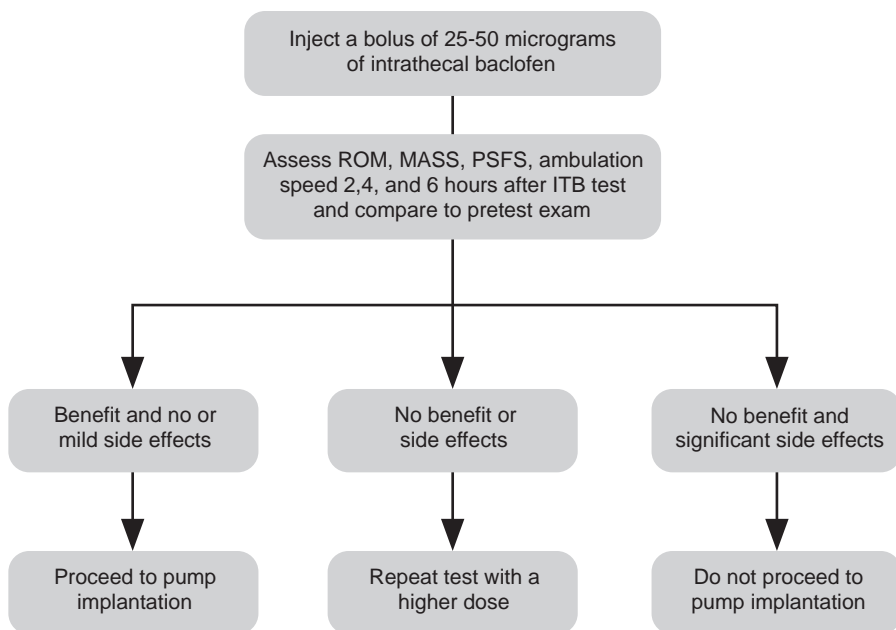 Inject a bolus of 25-50 micrograms
of intrathecal baclofen
Assess ROM, MASS, PSFS, ambulation
speed 2,4, and 6 hours after ITB test
and compare to pretest exam
Benefit and no or
mild side effects
No benefit or
side effects
No benefit and
significant side effects
Proceed to pump
implantation
Repeat test with a
higher dose
Do not proceed to
pump implantation